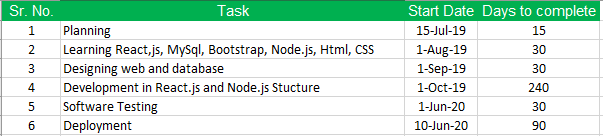 Sr. No. Task Start Date Days to complete
1 Planning 15-Jul-19 15
2 Learning React,js, MySql, Bootstrap, Node.js, Html, CSS 1-Aug-19 30
3 Designing web and database 1-Sep-19 30
4 Development in React.js and Node.js Stucture 1-Oct-19 240
5 Software Testing 1-Jun-20 30
6 Deployment 10-Jun-20 90